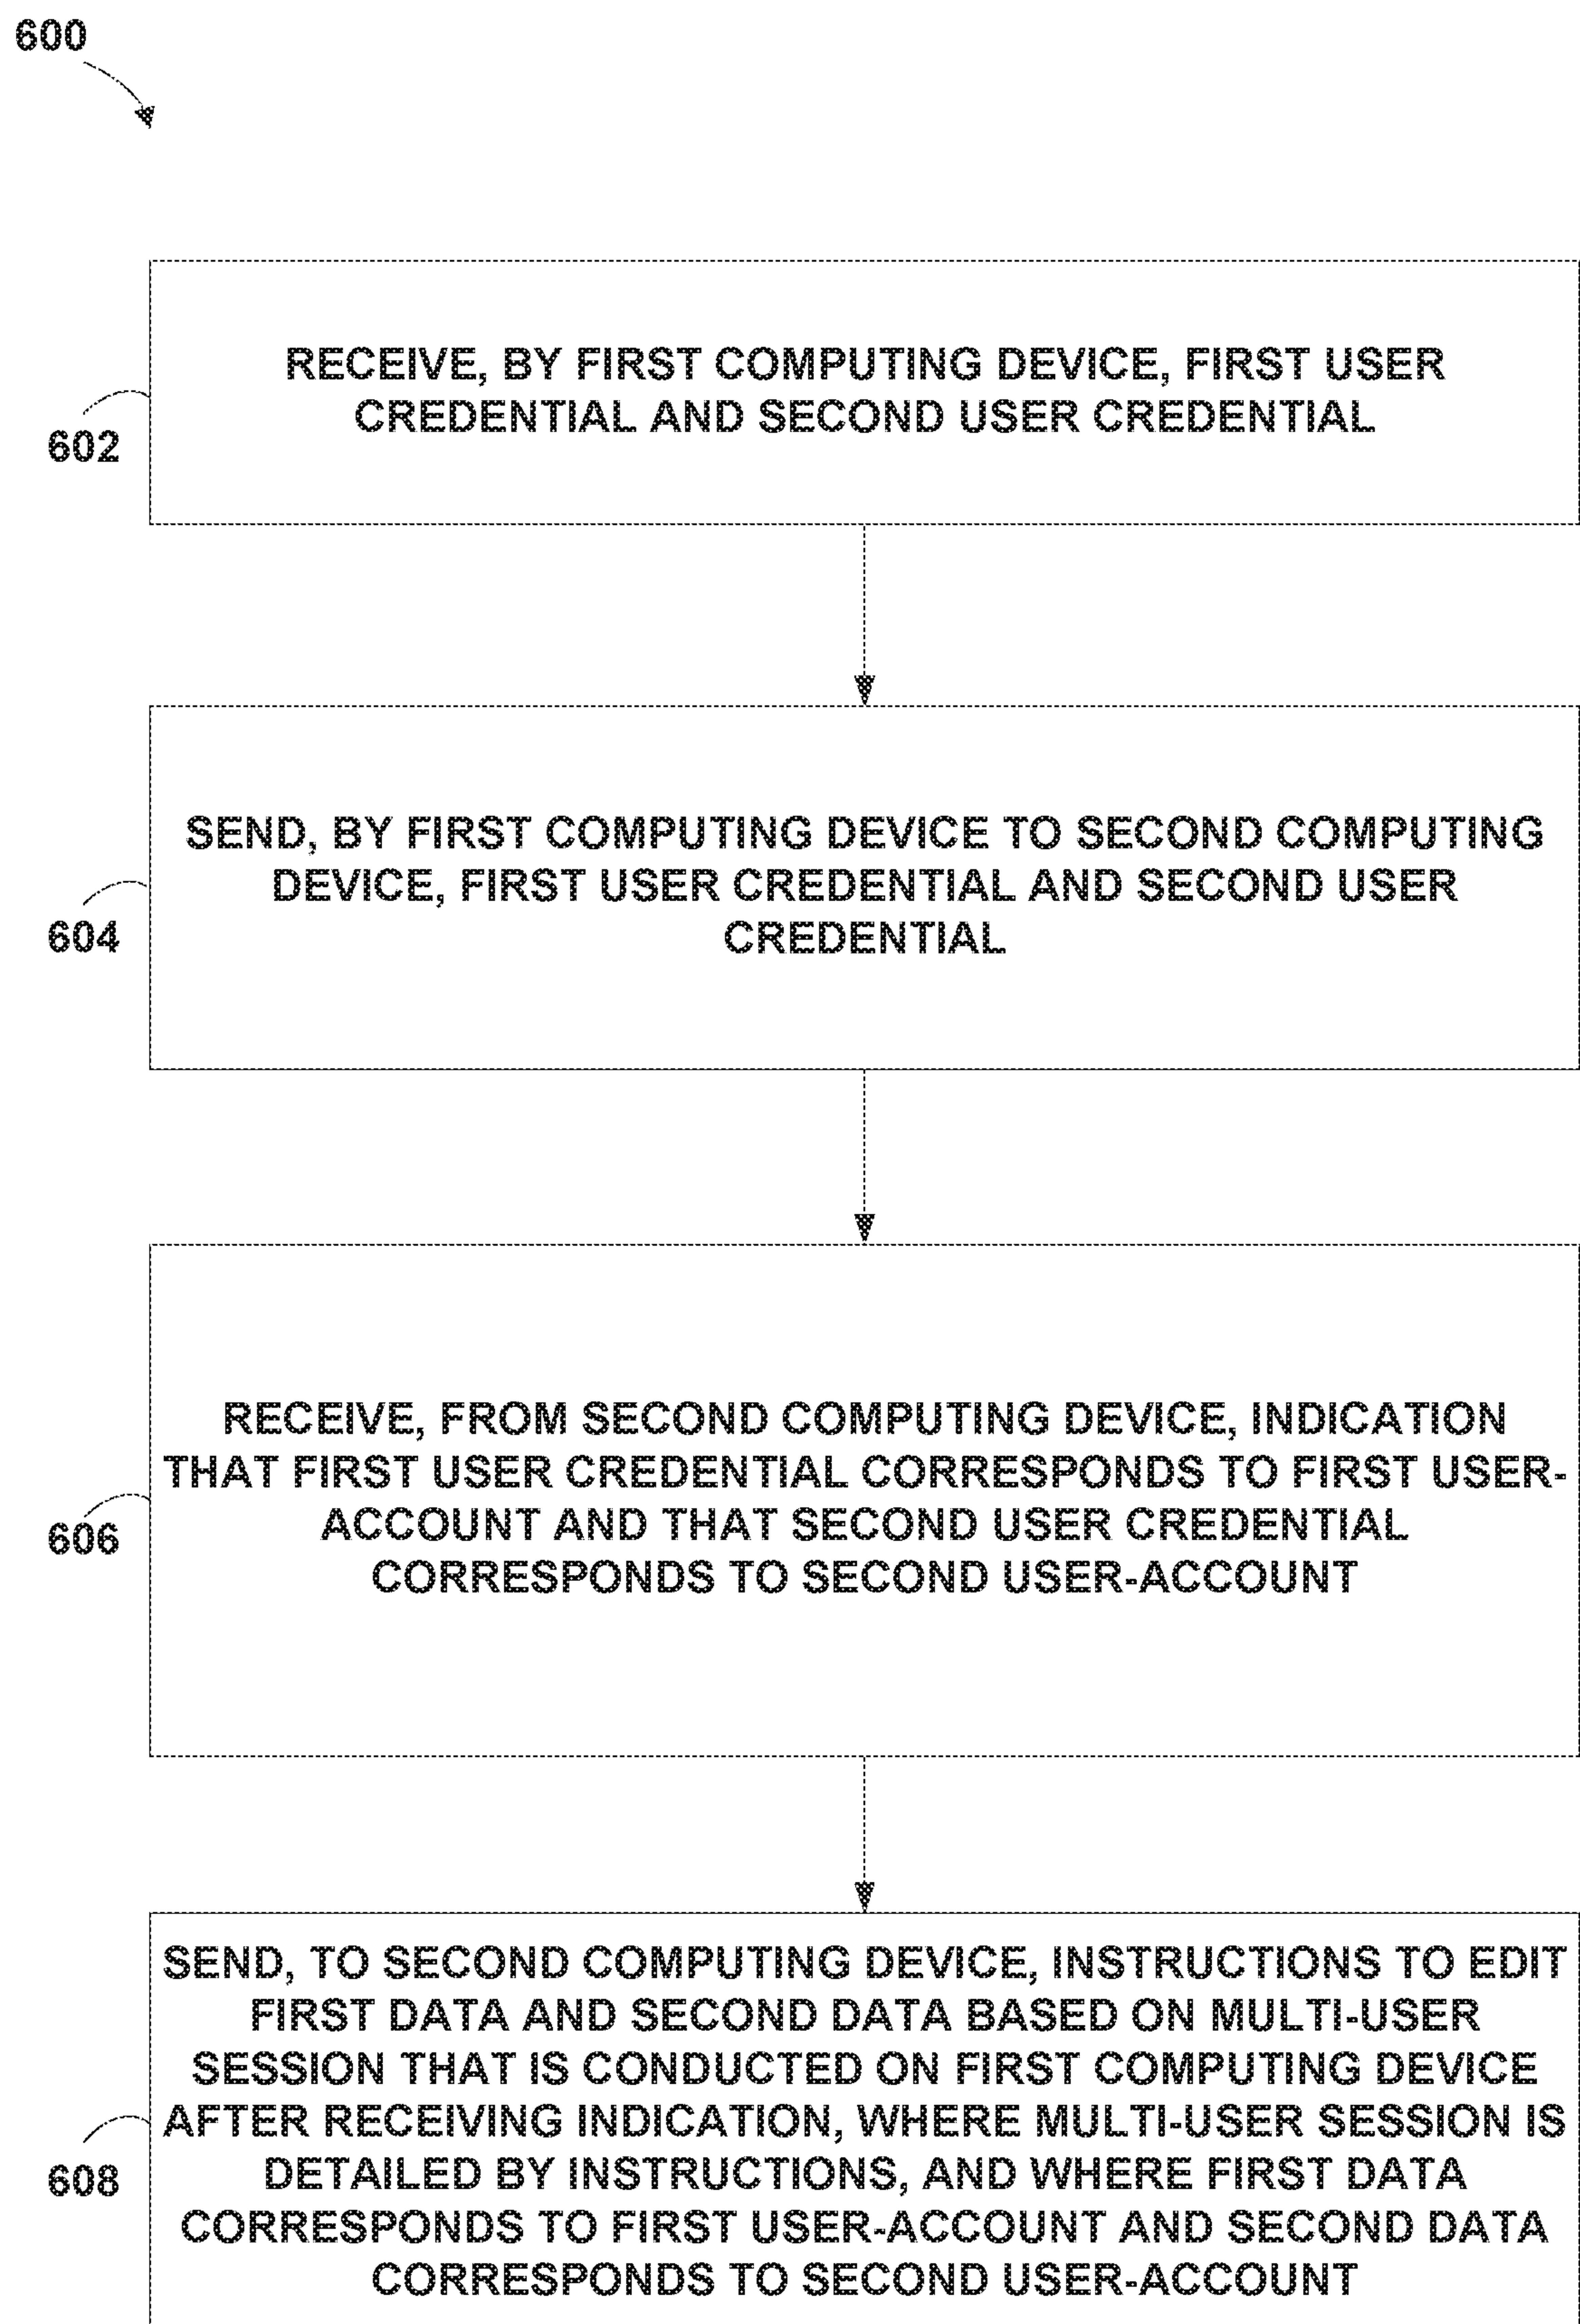 600
RECEIVE, BY FIRST COMPUTING DEVICE, FIRST USER
CREDENTIAL AND SECOND USER CREDENTIAL
602
SEND, BY FIRST COMPUTING DEVICE TO SECOND COMPUTING
DEVICE, FIRST USER CREDENTIAL AND SECOND USER
CREDENTIAL
604
RECEIVE, FROM SECOND COMPUTING DEVICE, INDICATION
THAT FIRST USER CREDENTIAL CORRESPONDS TO FIRST USER-
ACCOUNT AND THAT SECOND USER CREDENTIAL
CORRESPONDS TO SECOND USER-ACCOUNT
606
SEND, TO SECOND COMPUTING DEVICE, INSTRUCTIONS TO EDIT
FIRST DATA AND SECOND DATA BASED ON MULTI-USER
SESSION THAT IS CONDUCTED ON FIRST COMPUTING DEVICE
AFTER RECEIVING INDICATION, WHERE MULTI-USER SESSION IS
DETAILED BY INSTRUCTIONS, AND WHERE FIRST DATA
CORRESPONDS TO FIRST USER-ACCOUNT AND SECOND DATA
CORRESPONDS TO SECOND USER-ACCOUNT
608